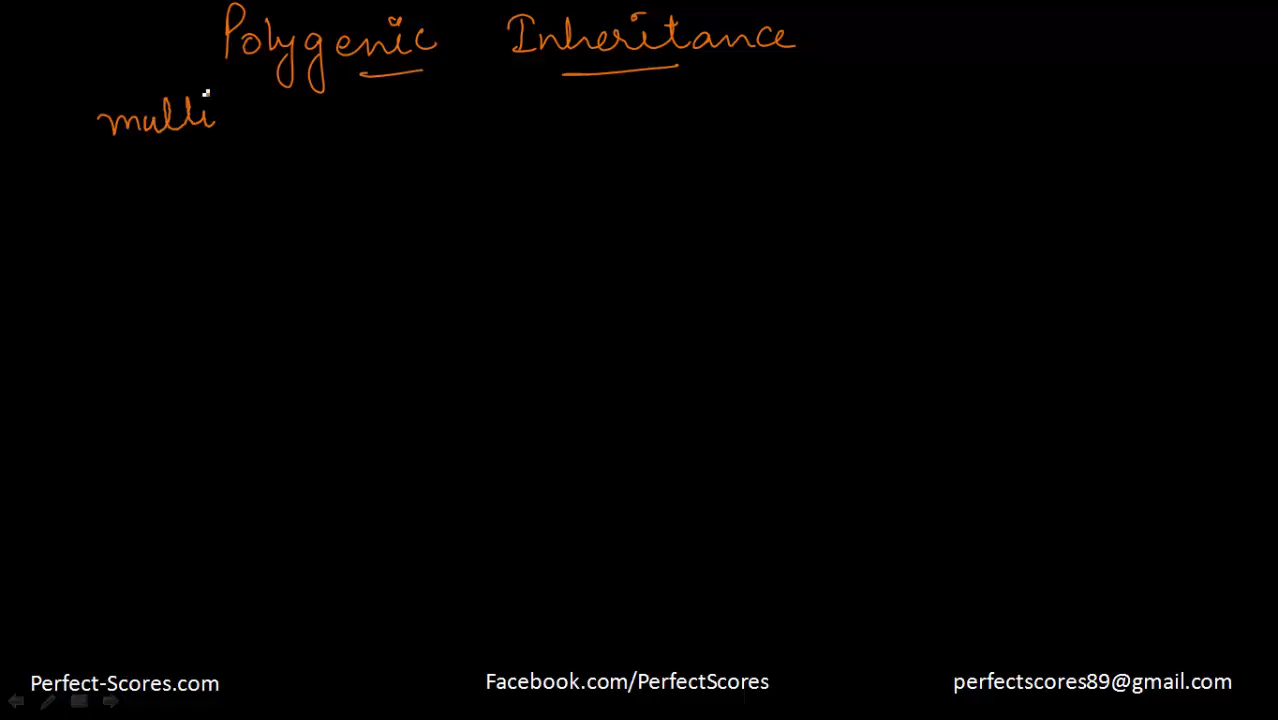 Polygenic Inheritance
multi
Perfect-Scores.com Facebook.com/PerfectScores perfectscores89@gmail.com